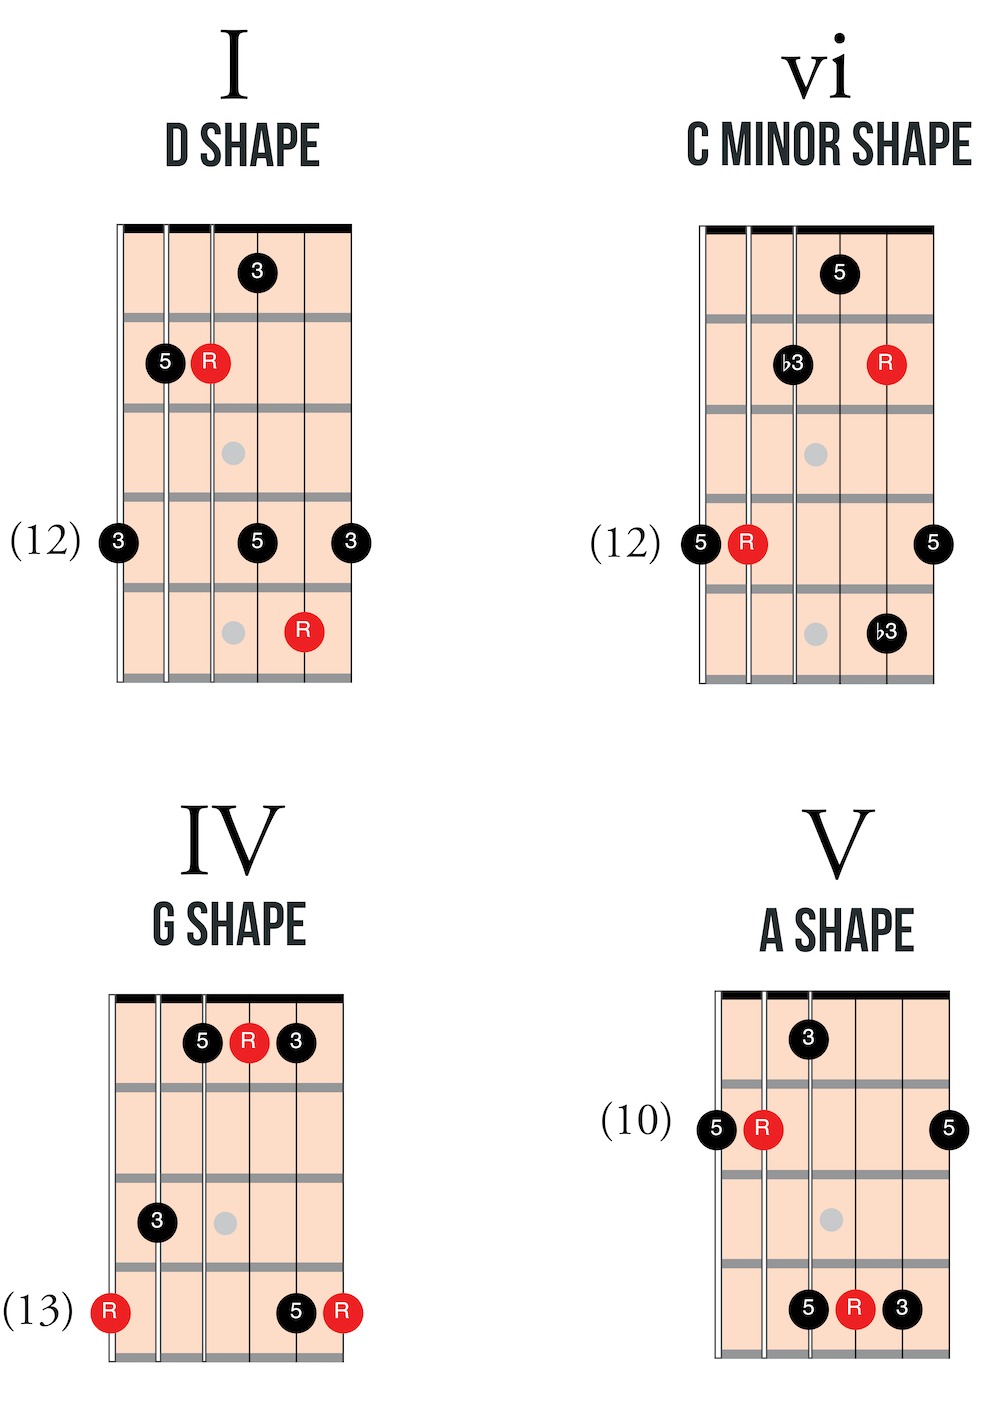 I
D SHAPE
3
5 R
(12) 3 5 3
R
vi
C MINOR SHAPE
5
♭3 R
(12) 5 R 5
♭3
IV
G SHAPE
5 R 3
3
(13) R 5 R
V
A SHAPE
3
(10) 5 R 5
5 R 3